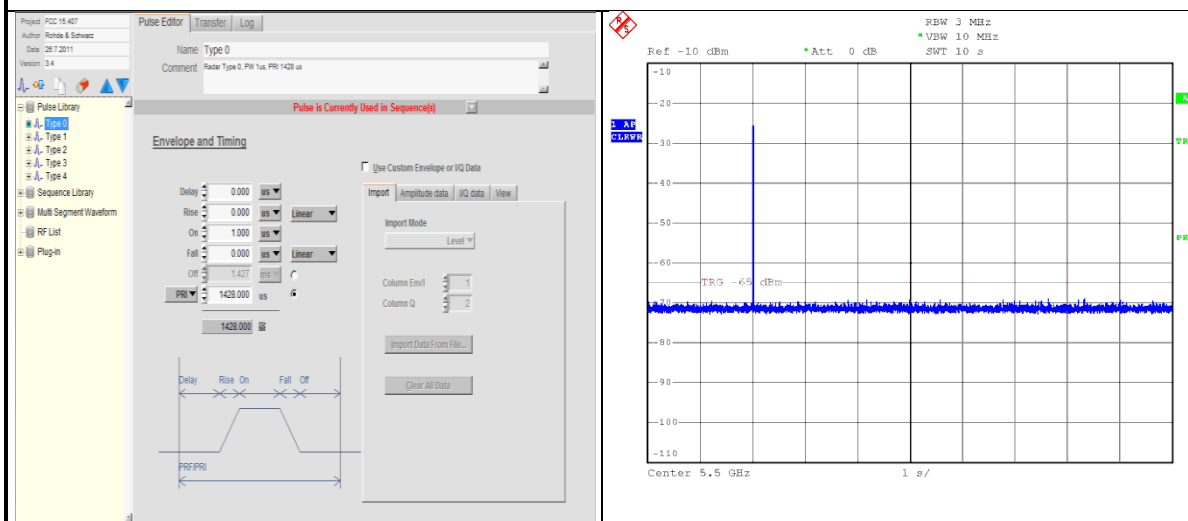 Project FCC 15.407
Author Rohde & Schwarz
Date 26.7.2011
Version 3.4
Pulse Library
Type 0
Type 1
Type 2
Type 3
Type 4
Sequence Library
Multi Segment Waveform
RF List
Plug-in
Pulse Editor Transfer Log
Name Type 0
Comment Radar Type 0, PW 1us, PRI 1428 us
Pulse is Currently Used in Sequence(s)
Envelope and Timing
Use Custom Envelope or I/Q Data
Delay 0.000 us
Rise 0.000 us Linear
On 1.000 us
Fall 0.000 us Linear
Off 1.427 ms
PRI 1428.000 us
1428.000
Import Amplitude data I/Q data View
Import Mode
Level
Column Env/I 1
Column Q 2
Import Data From File...
Clear All Data
Delay Rise On Fall Off
PRF/PRI
R S
RBW 3 MHz
* VBW 10 MHz
Ref -10 dBm * Att 0 dB SWT 10 s
-10
-20
-30
-40
-50
-60
TRG -65 dBm
-70
-80
-90
-100
-110
1 AP
CLRWR
A
TR
PR
Center 5.5 GHz 1 s/